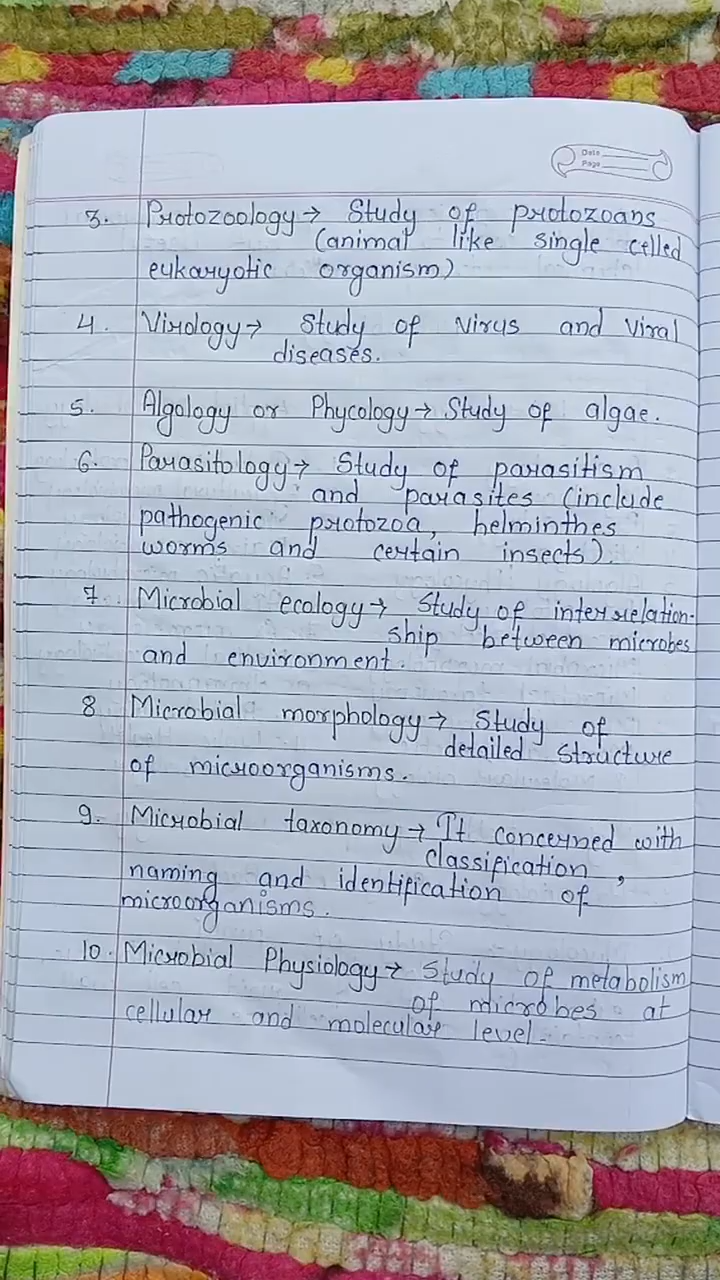 Date
Page
3. Protozoology → Study of protozoans
(animal like single celled
eukaryotic organism)
4. Virology → Study of Virus and Viral
diseases.
5. Algology or Phycology → Study of algae.
6. Parasitology → Study of parasitism
and parasites (include
pathogenic protozoa, helminthes
worms and certain insects).
7. Microbial ecology → Study of interrelation-
ship between microbes
and environment.
8 Microbial morphology → Study of
detailed structure
of microorganisms.
9. Microbial taxonomy → It concerned with
classification,
naming and identification of
microorganisms.
10. Microbial Physiology → Study of metabolism
of microbes at
cellular and molecular level.